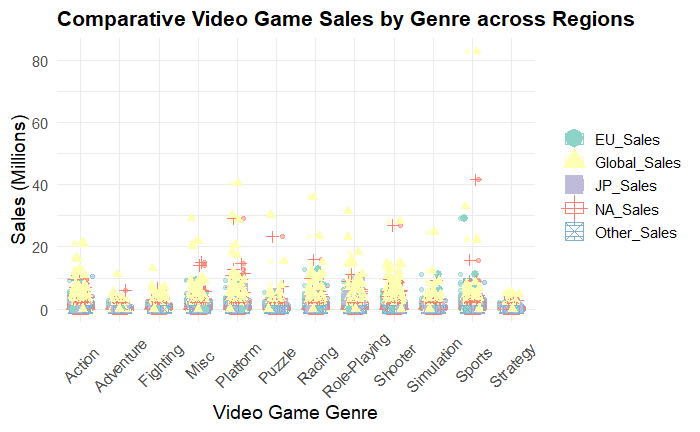 Comparative Video Game Sales by Genre across Regions
Sales (Millions)
80
60
40
20
0
Action
Adventure
Fighting
Misc
Platform
Puzzle
Racing
Role-Playing
Shooter
Simulation
Sports
Strategy
Video Game Genre
EU_Sales
Global_Sales
JP_Sales
NA_Sales
Other_Sales